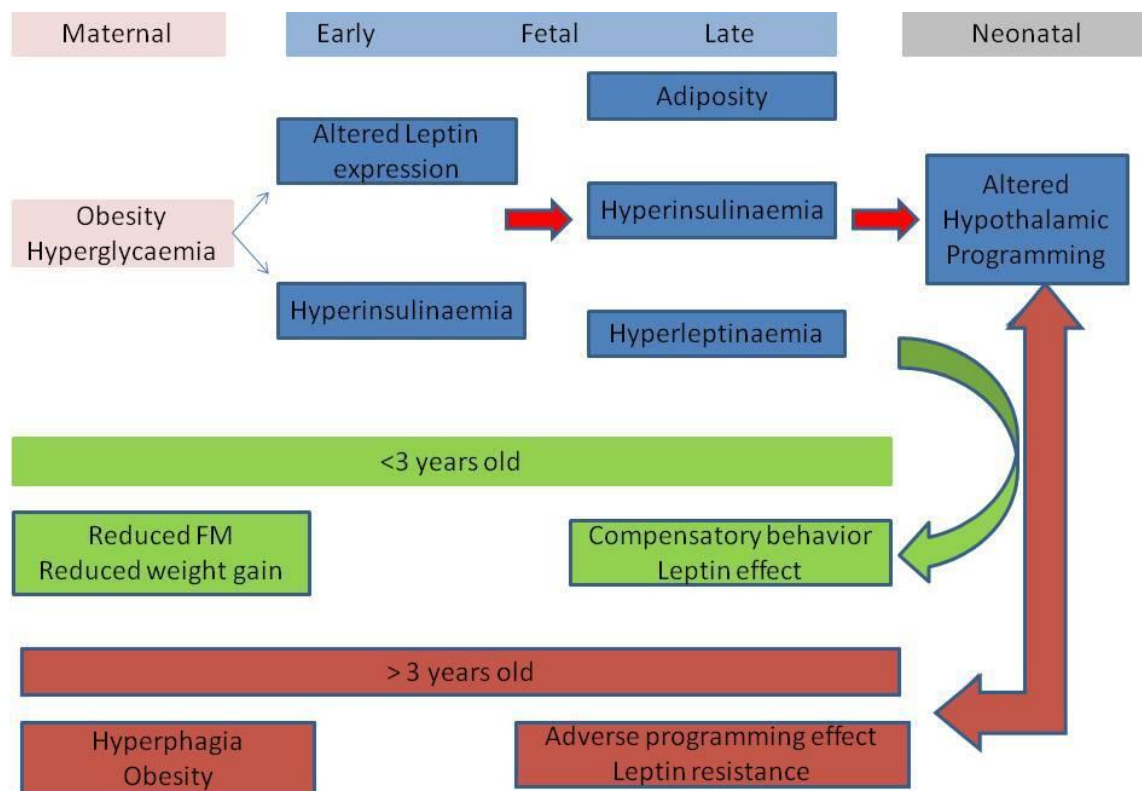 Maternal
Early Fetal Late
Neonatal
Adiposity
Altered Leptin
expression
Altered
Hypothalamic
Programming
Obesity
Hyperglycaemia
Hyperinsulinaemia
Hyperinsulinaemia
Hyperleptinaemia
<3 years old
Reduced FM
Reduced weight gain
Compensatory behavior
Leptin effect
> 3 years old
Hyperphagia
Obesity
Adverse programming effect
Leptin resistance